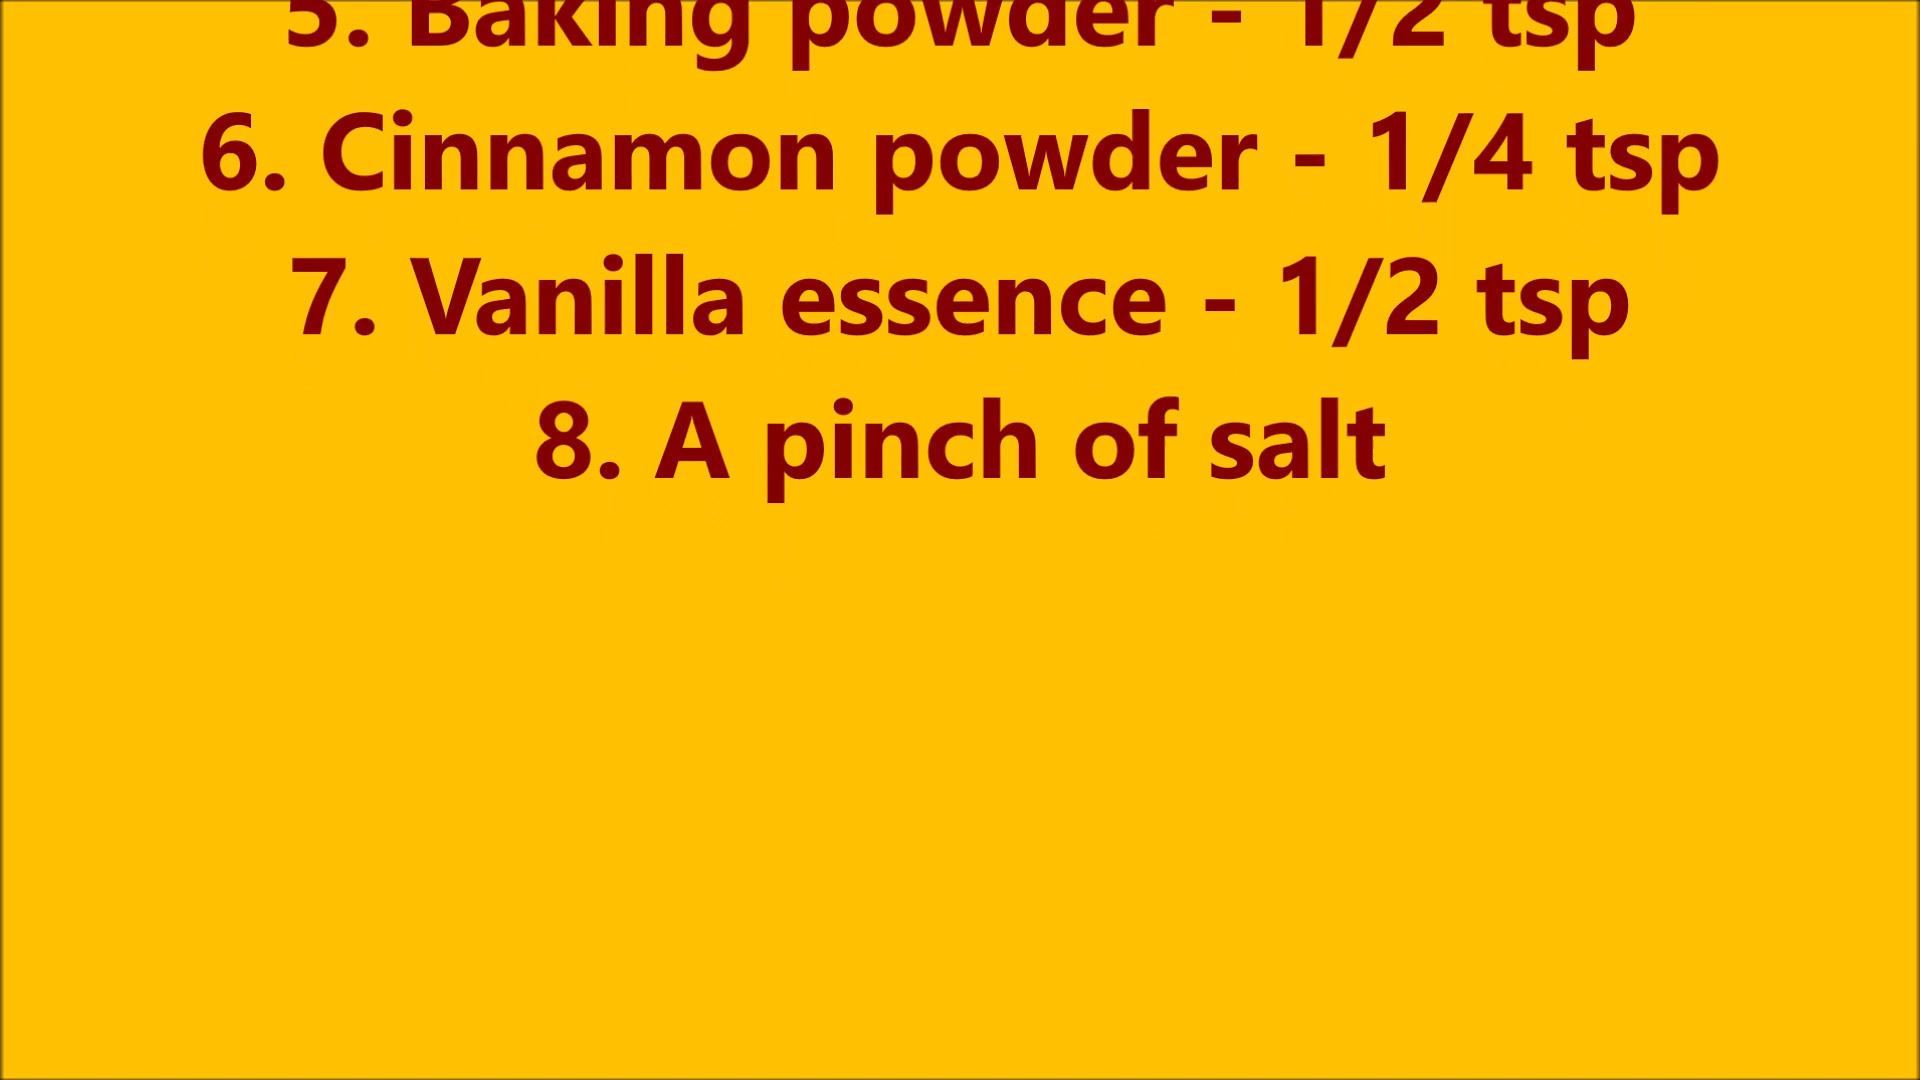 5. Baking powder - 1/2 tsp
6. Cinnamon powder - 1/4 tsp
7. Vanilla essence - 1/2 tsp
8. A pinch of salt